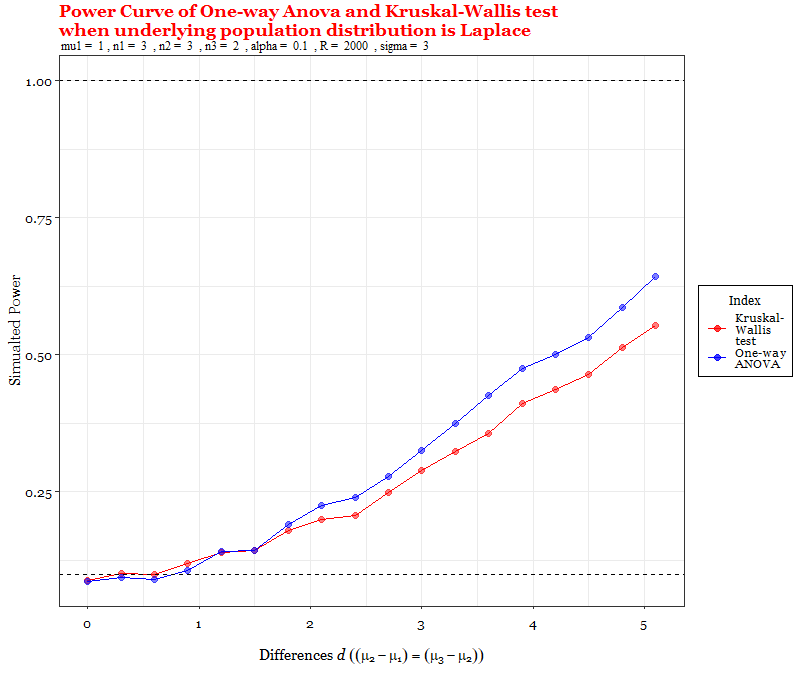 Power Curve of One-way Anova and Kruskal-Wallis test
when underlying population distribution is Laplace
mu1 = 1 , n1 = 3 , n2 = 3 , n3 = 2 , alpha = 0.1 , R = 2000 , sigma = 3
1.00
0.75
0.50
0.25
Simualted Power
0 1 2 3 4 5
Differences d ((μ₂ − μ₁) = (μ₃ − μ₂))
Index
Kruskal-
Wallis
test
One-way
ANOVA